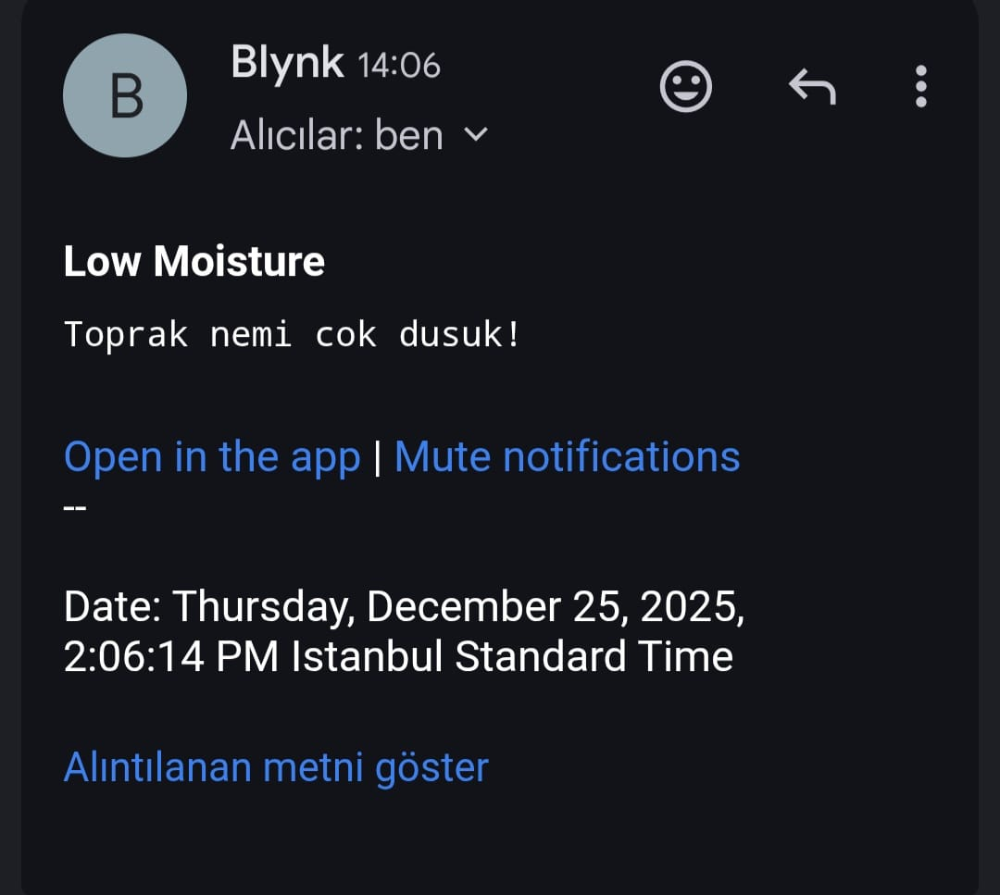 B
Blynk 14:06
Alıcılar: ben
Low Moisture
Toprak nemi cok dusuk!
Open in the app | Mute notifications
--
Date: Thursday, December 25, 2025,
2:06:14 PM Istanbul Standard Time
Alıntılanan metni göster